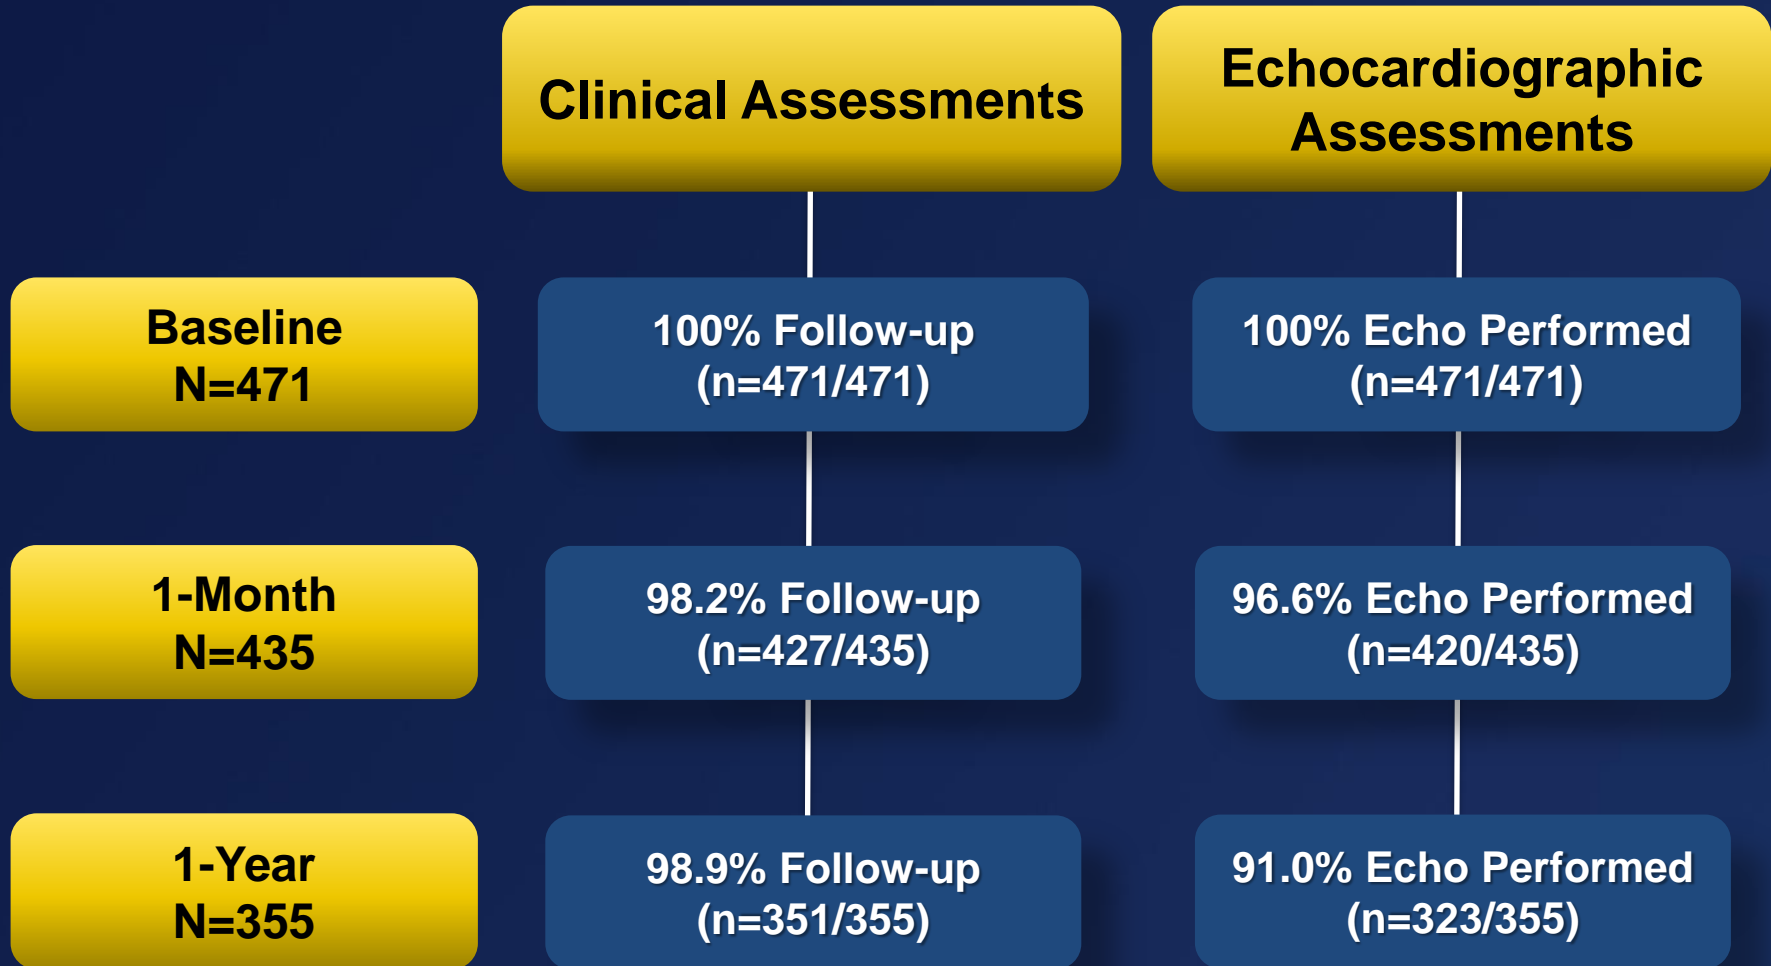 Clinical Assessments
Echocardiographic
Assessments
Baseline
N=471
100% Follow-up
(n=471/471)
100% Echo Performed
(n=471/471)
1-Month
N=435
98.2% Follow-up
(n=427/435)
96.6% Echo Performed
(n=420/435)
1-Year
N=355
98.9% Follow-up
(n=351/355)
91.0% Echo Performed
(n=323/355)